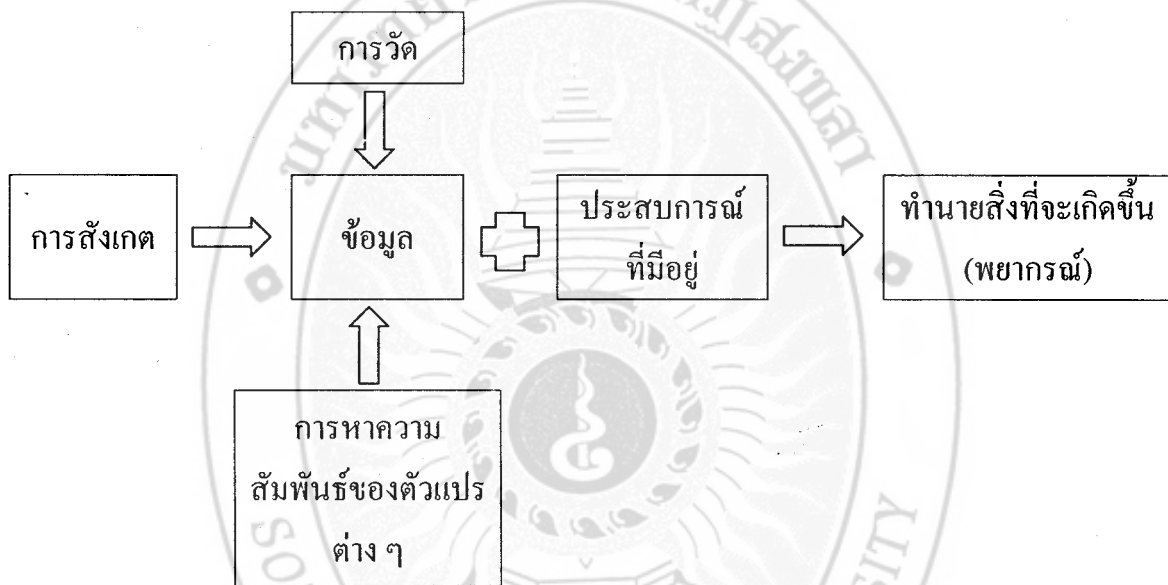 การวัด
การสังเกต
ข้อมูล
ประสบการณ์
ที่มีอยู่
ทำนายสิ่งที่จะเกิดขึ้น
(พยากรณ์)
การหาความ
สัมพันธ์ของตัวแปร
ต่าง ๆ